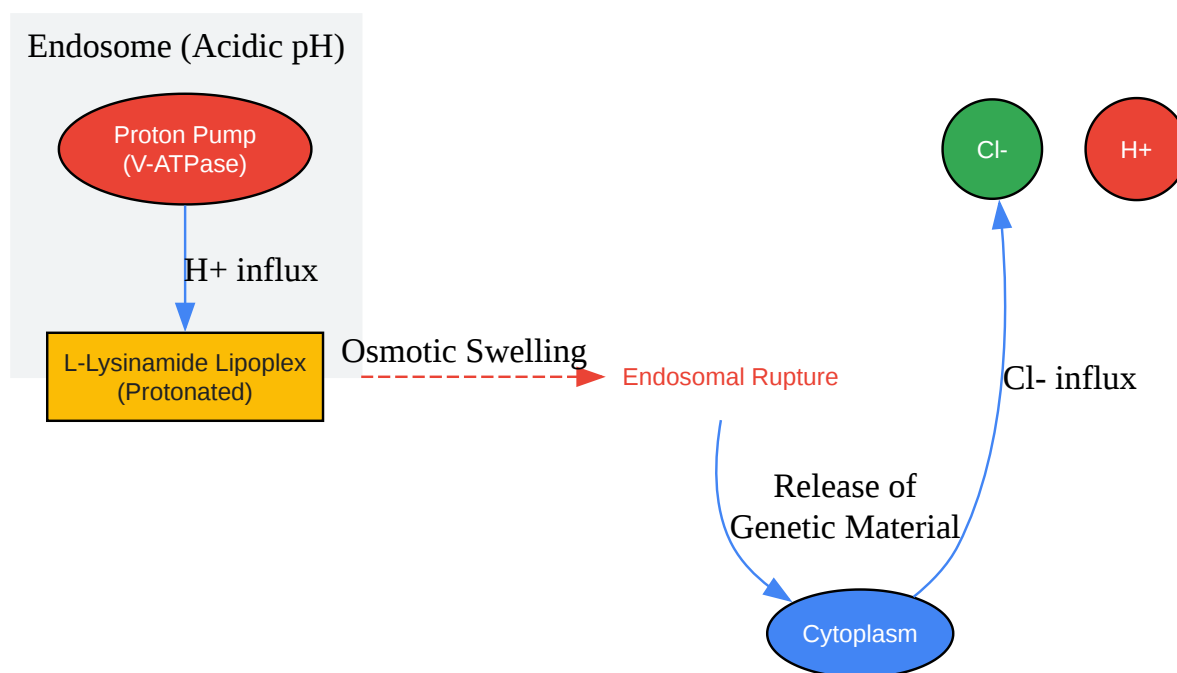 Endosome (Acidic pH)
Proton Pump
(V-ATPase)
Cl-
H+
H+ influx
L-Lysinamide Lipoplex
(Protonated)
Osmotic Swelling
Endosomal Rupture
Cl- influx
Release of
Genetic Material
Cytoplasm